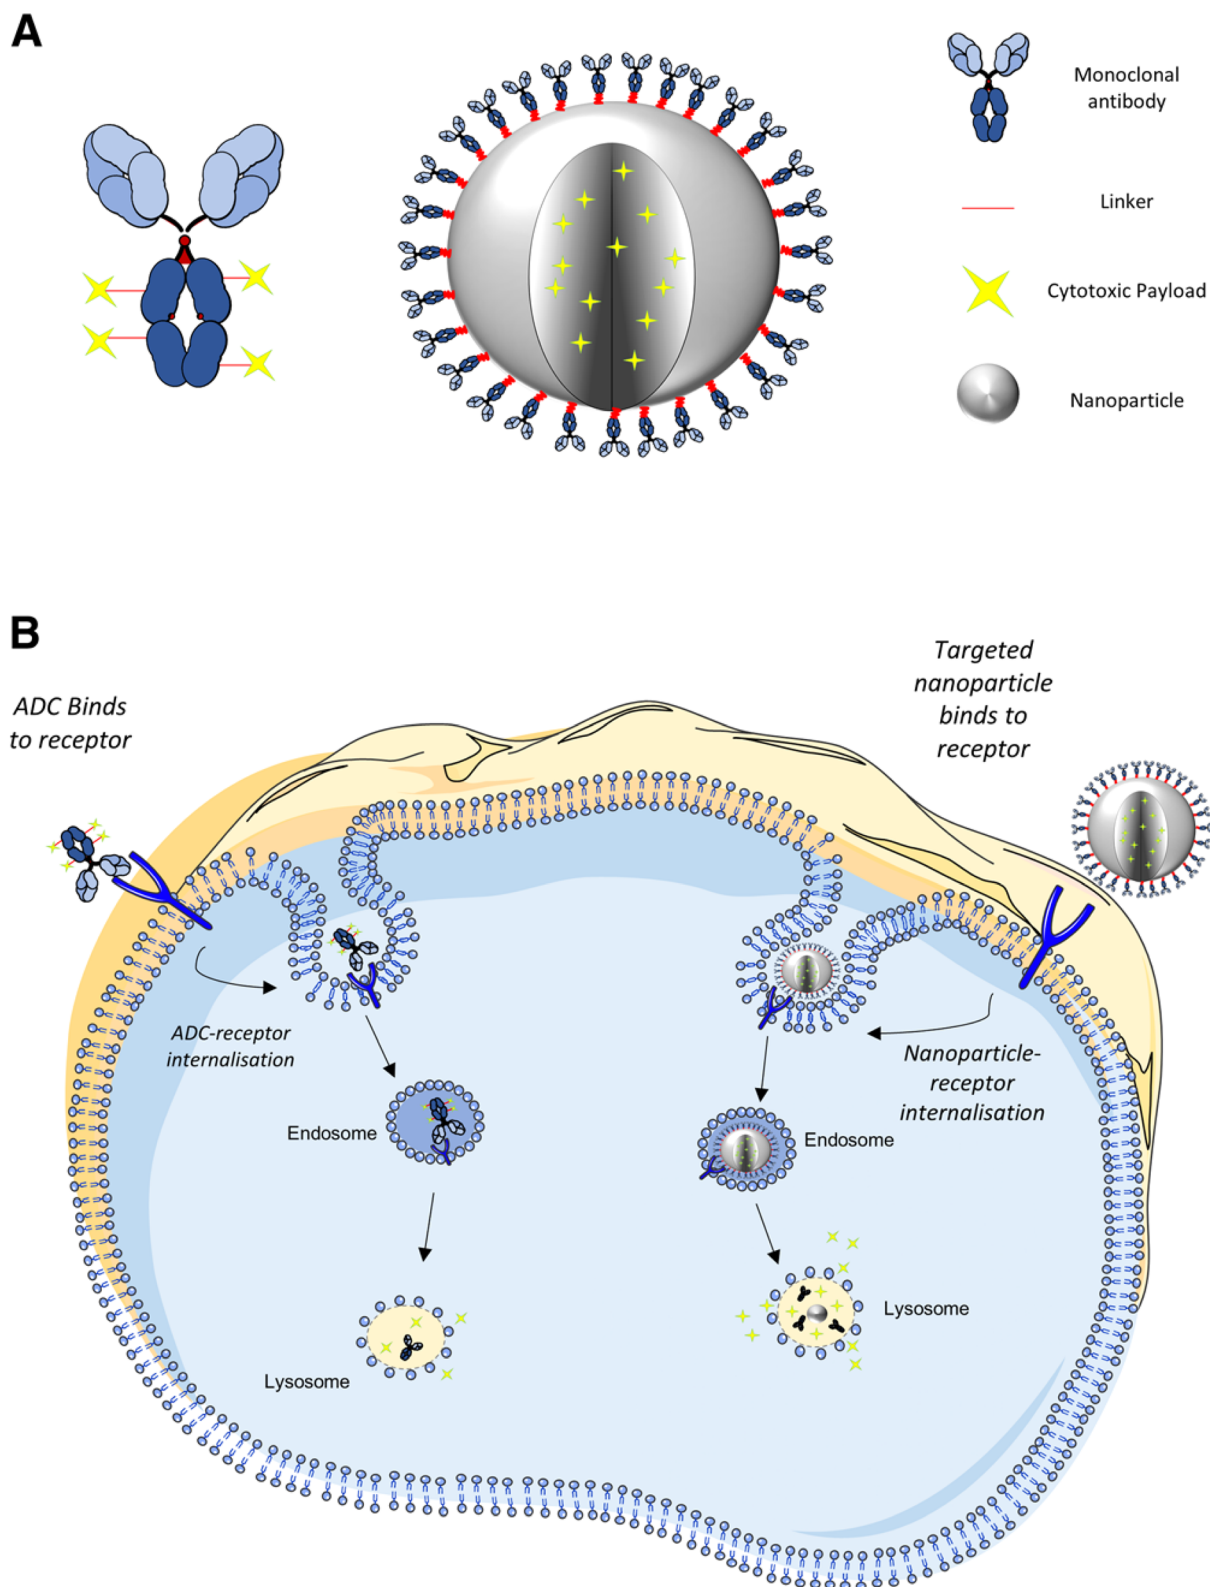 A
Monoclonal
antibody
Linker
Cytotoxic Payload
Nanoparticle
B
ADC Binds
to receptor
Targeted
nanoparticle
binds to
receptor
ADC-receptor
internalisation
Nanoparticle-
receptor
internalisation
Endosome
Endosome
Lysosome
Lysosome